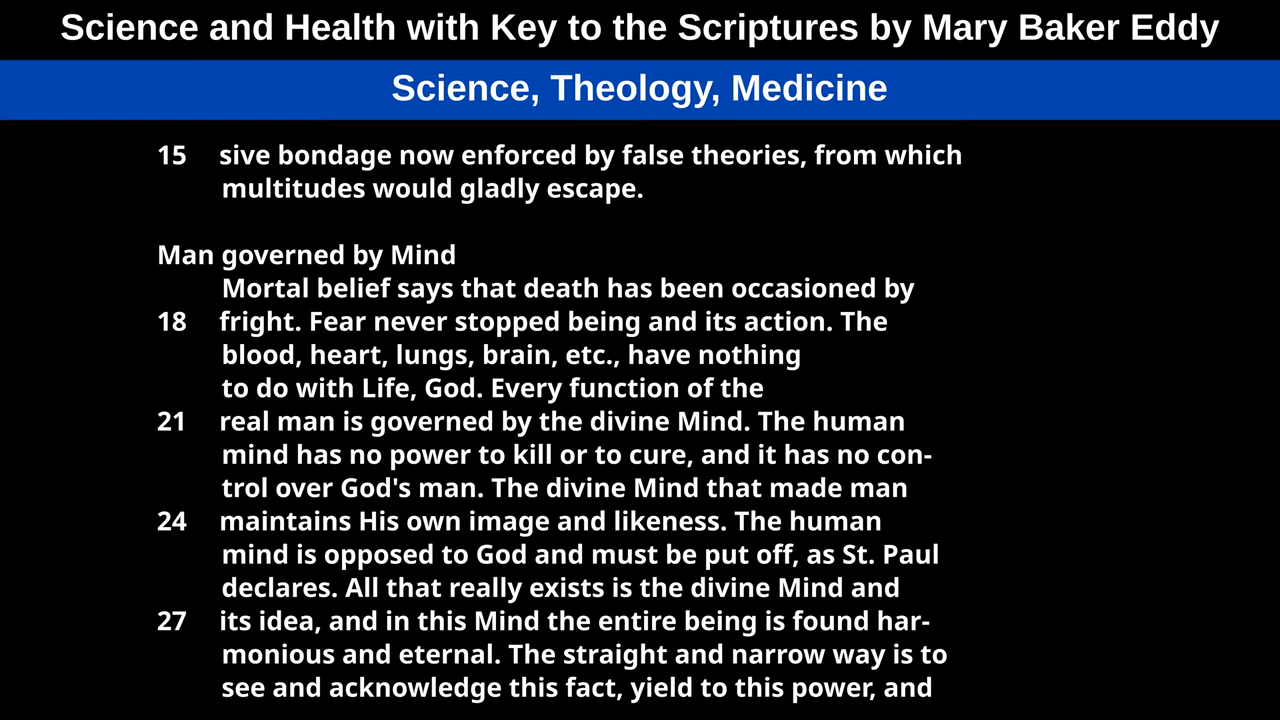 Science and Health with Key to the Scriptures by Mary Baker Eddy
Science, Theology, Medicine
15 sive bondage now enforced by false theories, from which
multitudes would gladly escape.
Man governed by Mind
Mortal belief says that death has been occasioned by
18 fright. Fear never stopped being and its action. The
blood, heart, lungs, brain, etc., have nothing
to do with Life, God. Every function of the
21 real man is governed by the divine Mind. The human
mind has no power to kill or to cure, and it has no con-
trol over God's man. The divine Mind that made man
24 maintains His own image and likeness. The human
mind is opposed to God and must be put off, as St. Paul
declares. All that really exists is the divine Mind and
27 its idea, and in this Mind the entire being is found har-
monious and eternal. The straight and narrow way is to
see and acknowledge this fact, yield to this power, and